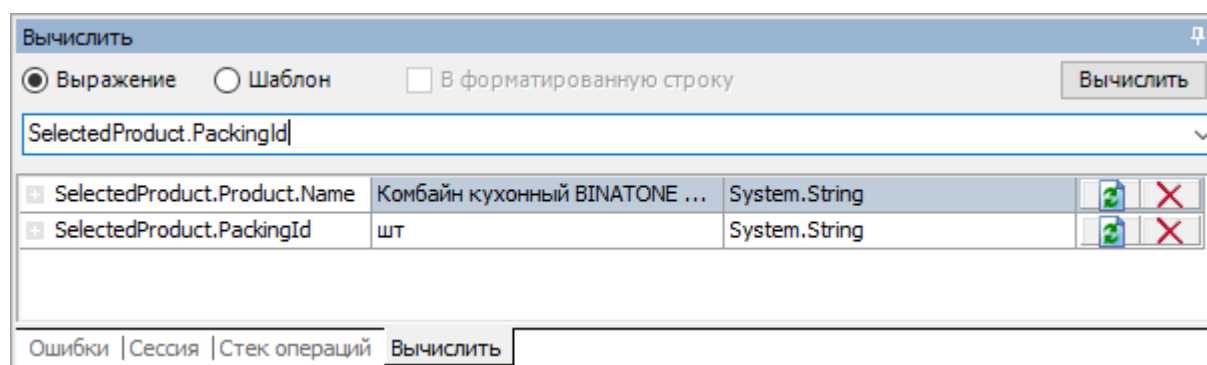 Вычислить
Выражение Шаблон В форматированную строку Вычислить
SelectedProduct.PackingId
SelectedProduct.Product.Name Комбайн кухонный BINATONE ... System.String
SelectedProduct.PackingId шт System.String
Ошибки |Сессия |Стек операций Вычислить